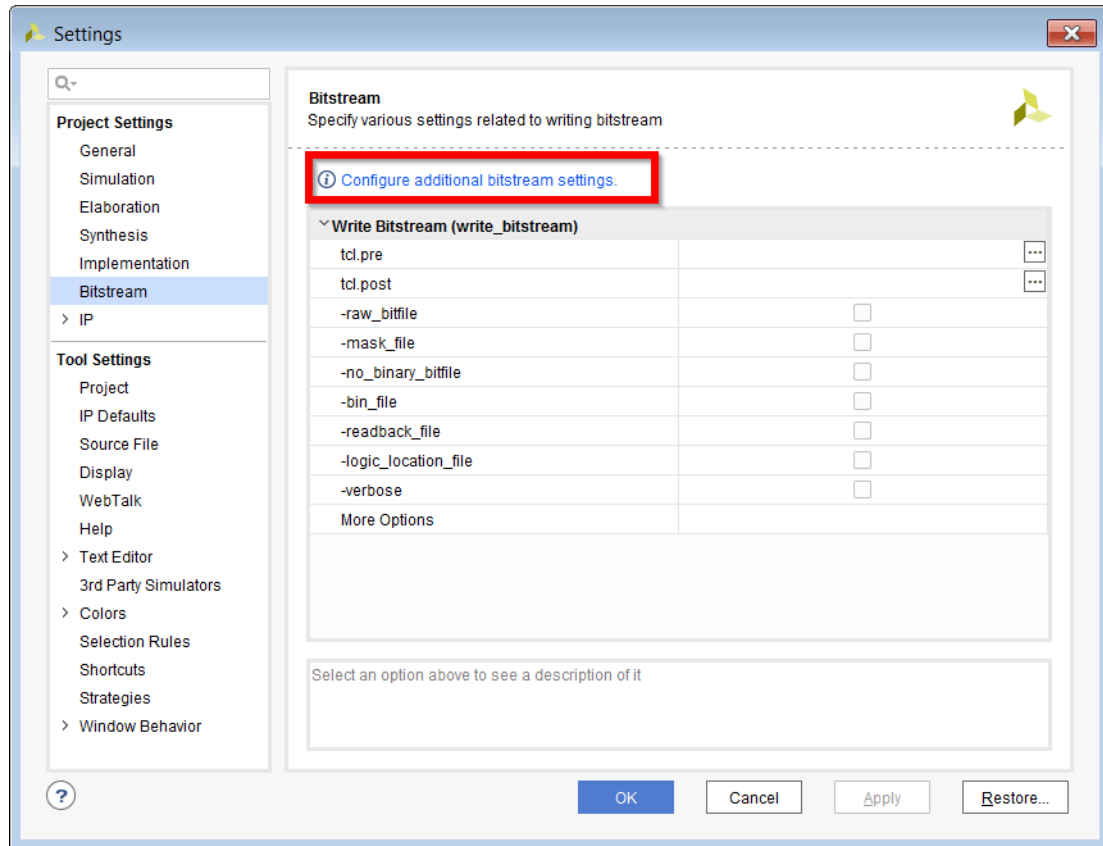 Settings
Project Settings
General
Simulation
Elaboration
Synthesis
Implementation
Bitstream
IP
Tool Settings
Project
IP Defaults
Source File
Display
WebTalk
Help
Text Editor
3rd Party Simulators
Colors
Selection Rules
Shortcuts
Strategies
Window Behavior
Bitstream
Specify various settings related to writing bitstream
Configure additional bitstream settings.
Write Bitstream (write_bitstream)
tcl.pre
tcl.post
-raw_bitfile
-mask_file
-no_binary_bitfile
-bin_file
-readback_file
-logic_location_file
-verbose
More Options
Select an option above to see a description of it
? OK Cancel Apply Restore...